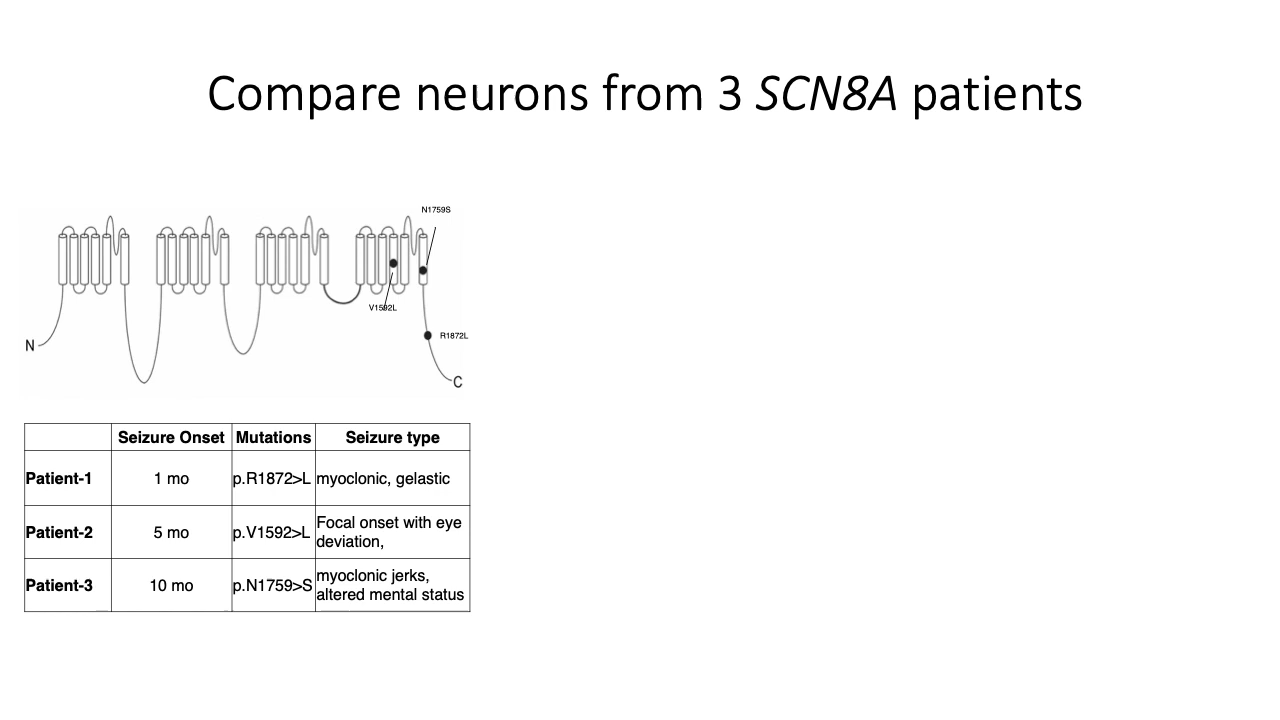 Compare neurons from 3 SCN8A patients
N1759S
V1592L
R1872L
N
C
Seizure Onset Mutations Seizure type
Patient-1 1 mo p.R1872>L myoclonic, gelastic
Patient-2 5 mo p.V1592>L Focal onset with eye
deviation,
Patient-3 10 mo p.N1759>S myoclonic jerks,
altered mental status